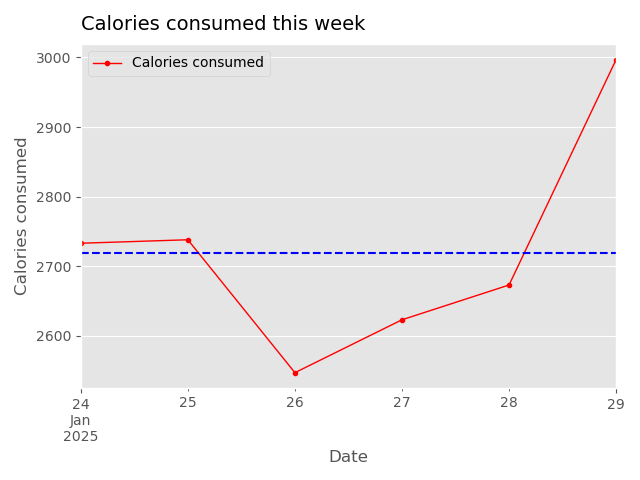 Calories consumed this week
Calories consumed
3000
2900
2800
2700
2600
Calories consumed
24
Jan
2025
25
26
27
28
29
Date